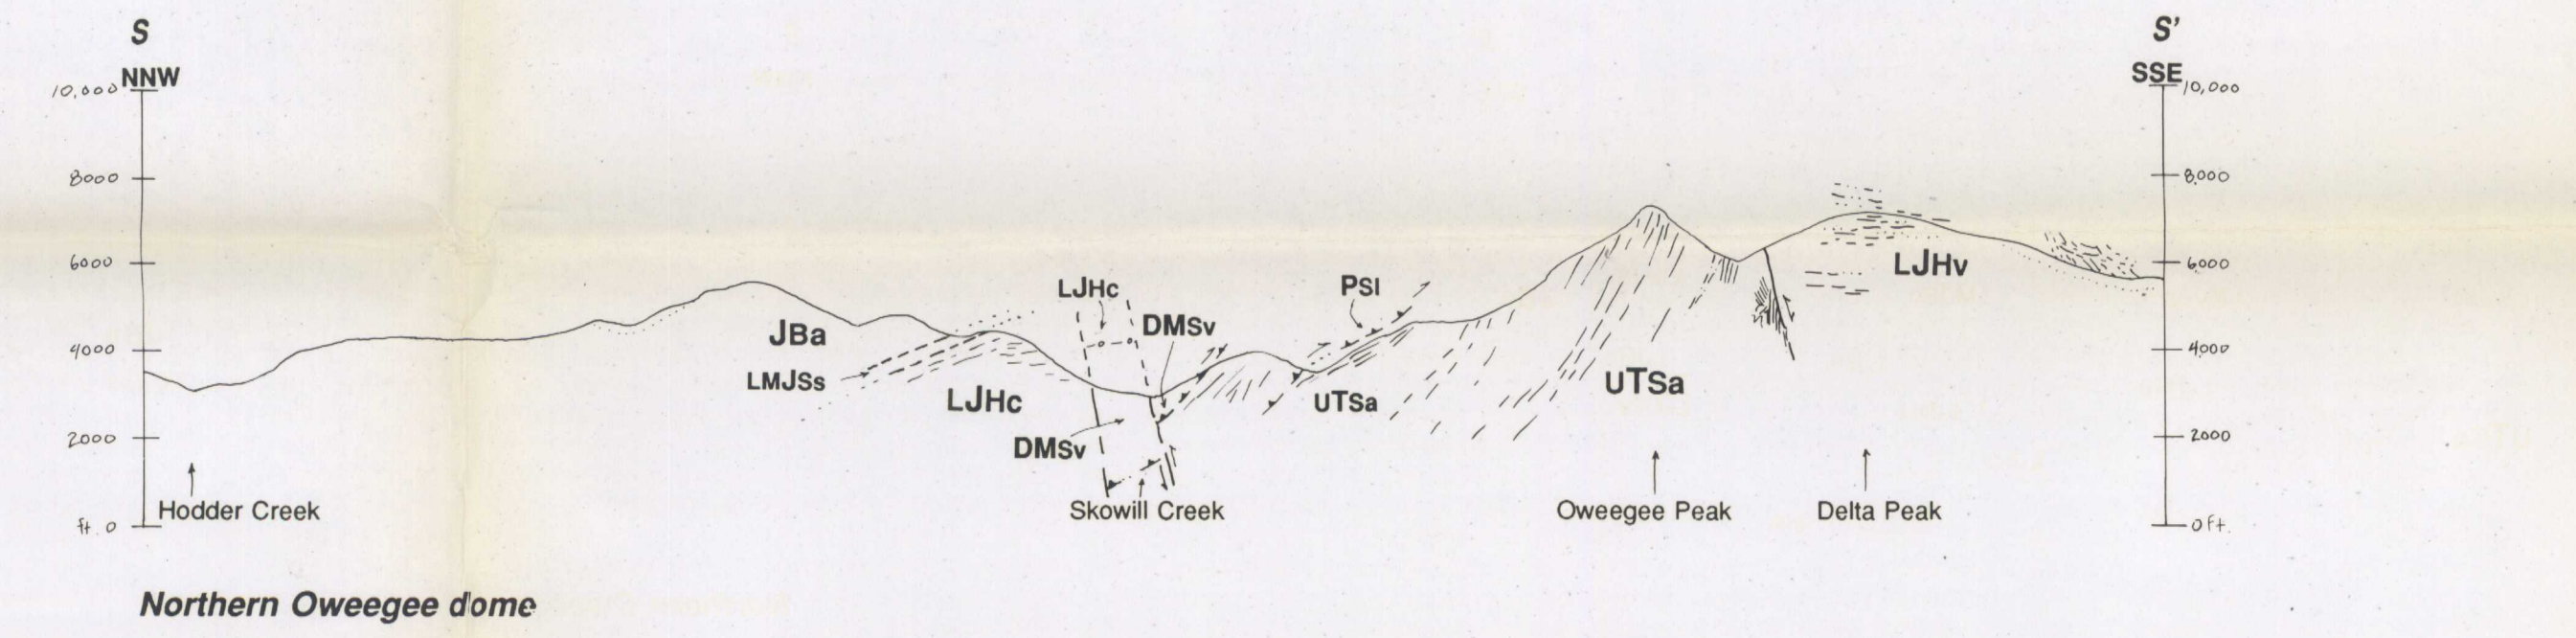 S
S'
NNW
SSE
10,000
10,000
8000
8,000
6000
6000
4000
4000
2000
2000
ft. 0
0 ft.
LJHc
PSl
DMSv
LJHv
JBa
LMJSs
LJHc
UTSa
UTSa
DMSv
Hodder Creek
Skowill Creek
Oweegee Peak
Delta Peak
Northern Oweegee dome